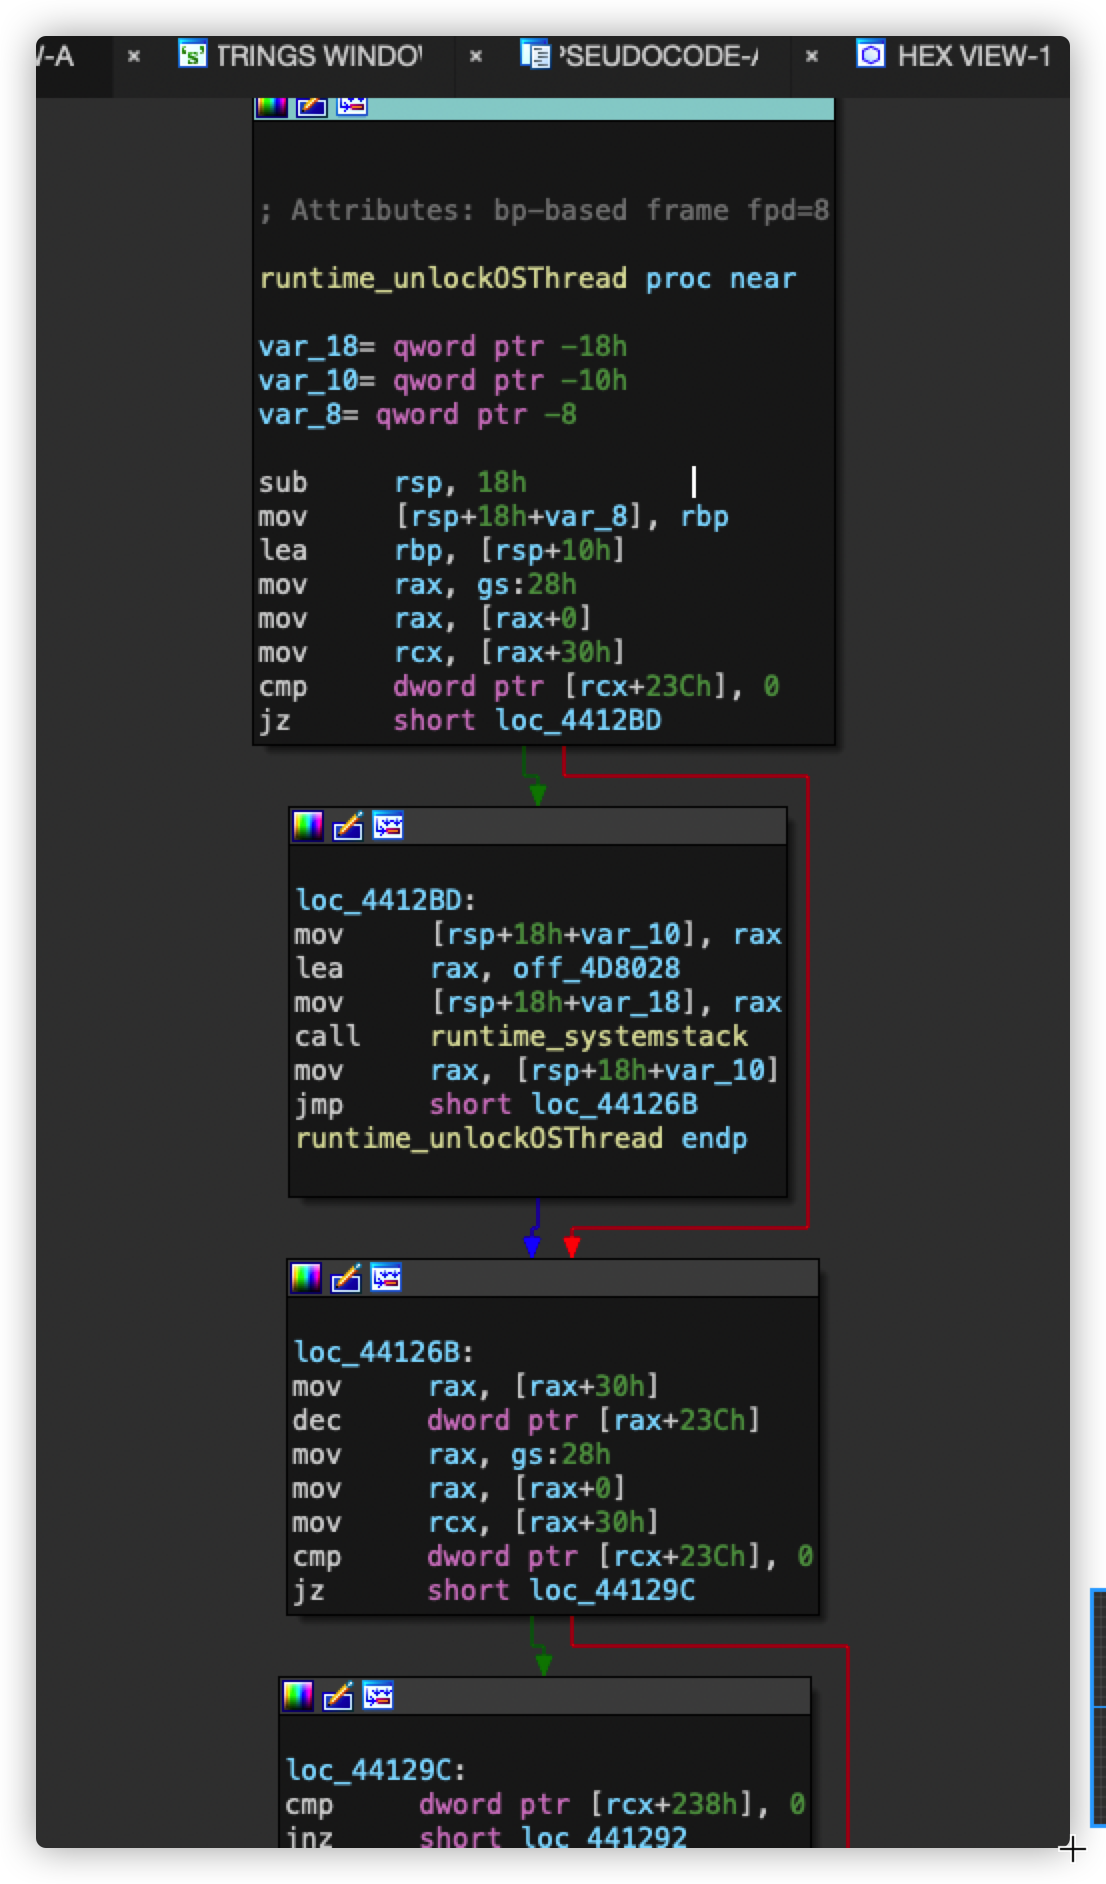 V-A × 's' TRINGS WINDOW × PSEUDOCODE-A × HEX VIEW-1
; Attributes: bp-based frame fpd=8
runtime_unlockOSThread proc near
var_18= qword ptr -18h
var_10= qword ptr -10h
var_8= qword ptr -8
sub rsp, 18h
mov [rsp+18h+var_8], rbp
lea rbp, [rsp+10h]
mov rax, gs:28h
mov rax, [rax+0]
mov rcx, [rax+30h]
cmp dword ptr [rcx+23Ch], 0
jz short loc_4412BD
loc_4412BD:
mov [rsp+18h+var_10], rax
lea rax, off_4D8028
mov [rsp+18h+var_18], rax
call runtime_systemstack
mov rax, [rsp+18h+var_10]
jmp short loc_44126B
runtime_unlockOSThread endp
loc_44126B:
mov rax, [rax+30h]
dec dword ptr [rax+23Ch]
mov rax, gs:28h
mov rax, [rax+0]
mov rcx, [rax+30h]
cmp dword ptr [rcx+23Ch], 0
jz short loc_44129C
loc_44129C:
cmp dword ptr [rcx+238h], 0
jnz short loc_441292